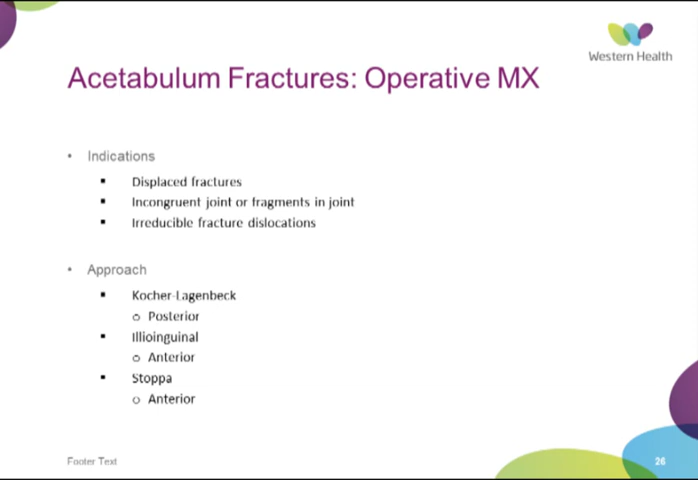 Western Health
Acetabulum Fractures: Operative MX
• Indications
▪ Displaced fractures
▪ Incongruent joint or fragments in joint
▪ Irreducible fracture dislocations
• Approach
▪ Kocher-Lagenbeck
o Posterior
▪ Illioinguinal
o Anterior
▪ Stoppa
o Anterior
Footer Text
26